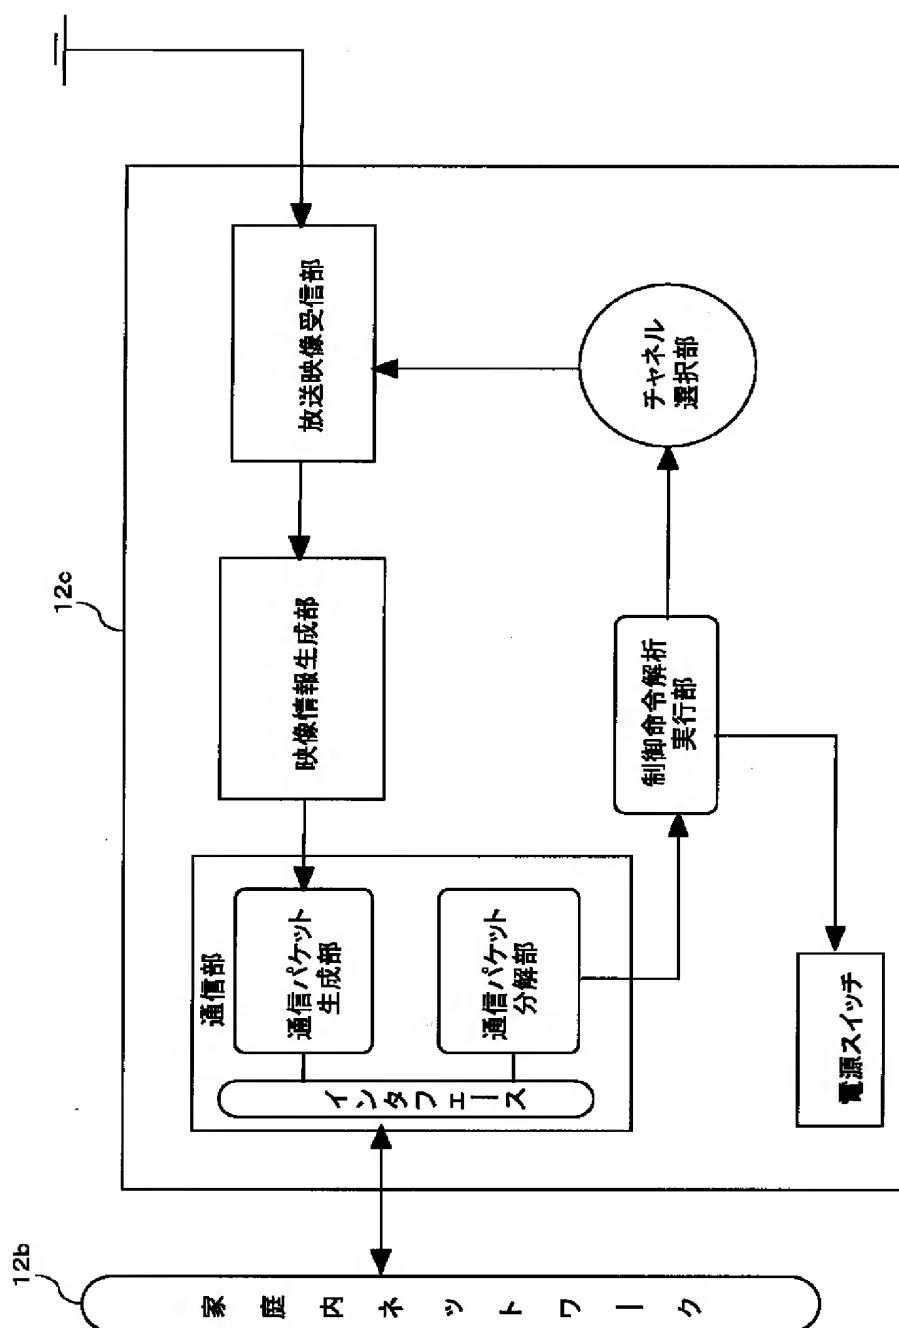 12b
家庭内ネットワーク
12c
通信部
インタフェース
通信パケット
生成部
通信パケット
分解部
映像情報生成部
放送映像受信部
制御命令解析
実行部
チャネル
選択部
電源スイッチ